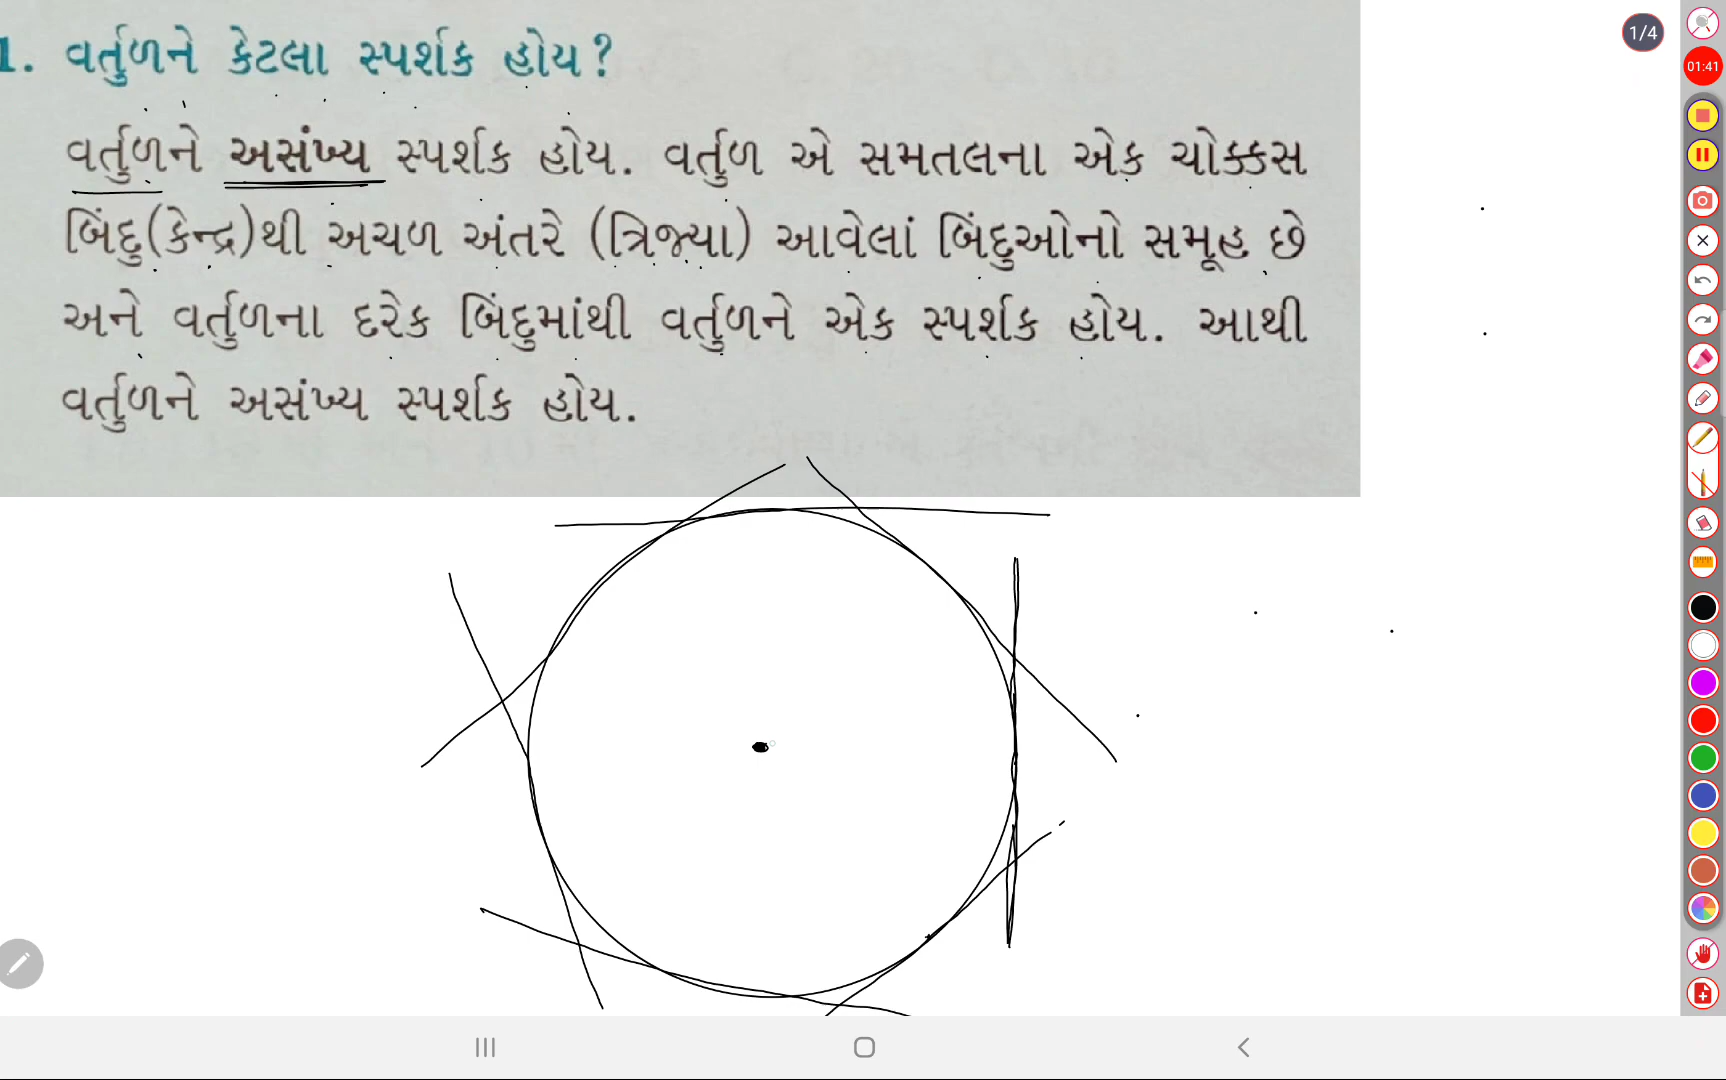 1. વર્તુળને કેટલા સ્પર્શક હોય?
વર્તુળને અસંખ્ય સ્પર્શક હોય. વર્તુળ એ સમતલના એક ચોક્કસ
બિંદુ(કેન્દ્ર)થી અચળ અંતરે (ત્રિજ્યા) આવેલાં બિંદુઓનો સમૂહ છે
અને વર્તુળના દરેક બિંદુમાંથી વર્તુળને એક સ્પર્શક હોય. આથી
વર્તુળને અસંખ્ય સ્પર્શક હોય.
1/4
01:41